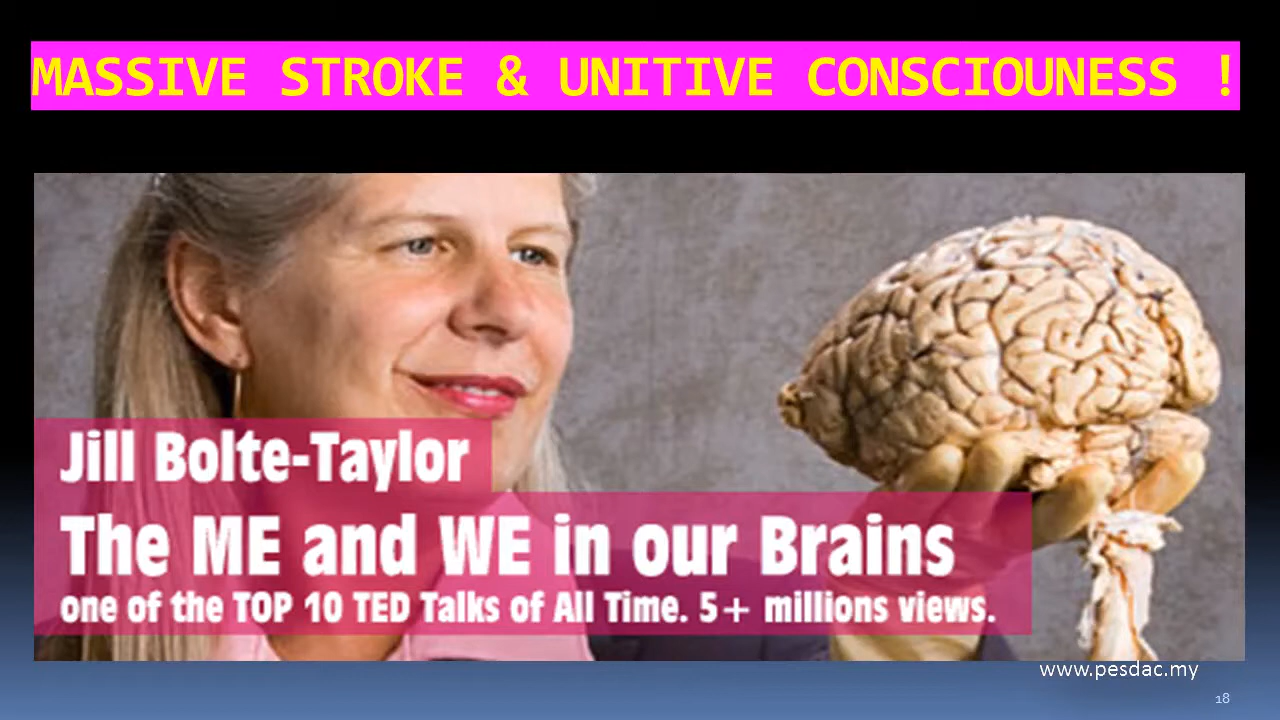 MASSIVE STROKE & UNITIVE CONSCIOUNESS !
Jill Bolte-Taylor
The ME and WE in our Brains
one of the TOP 10 TED Talks of All Time. 5+ millions views.
www.pesdac.my
18